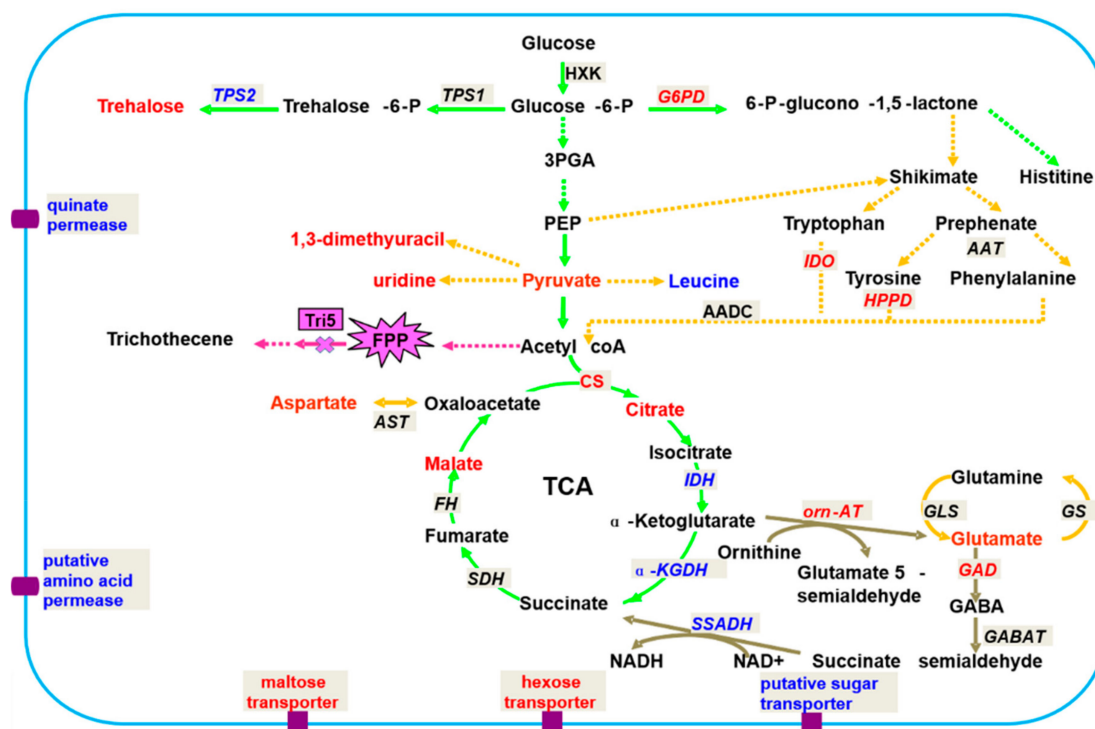 Glucose
HXK
Trehalose TPS2 Trehalose -6-P TPS1 Glucose -6-P G6PD 6-P-glucono -1,5-lactone
3PGA
Shikimate Histitine
quinate
permease
PEP
Tryptophan Prephenate
1,3-dimethyuracil
IDO AAT
uridine Pyruvate Leucine
Tyrosine Phenylalanine
HPPD
AADC
Tri5
Trichothecene FPP Acetyl coA
CS
Aspartate Oxaloacetate Citrate
AST
Isocitrate
Malate
IDH
TCA
Glutamine
FH
GLS GS
α-Ketoglutarate orn-AT
Fumarate
Ornithine Glutamate
putative
amino acid
permease
α-KGDH
Glutamate 5 -
semialdehyde
GAD
SDH
Succinate GABA
SSADH GABAT
NADH NAD+ Succinate semialdehyde
maltose
transporter
hexose
transporter
putative sugar
transporter